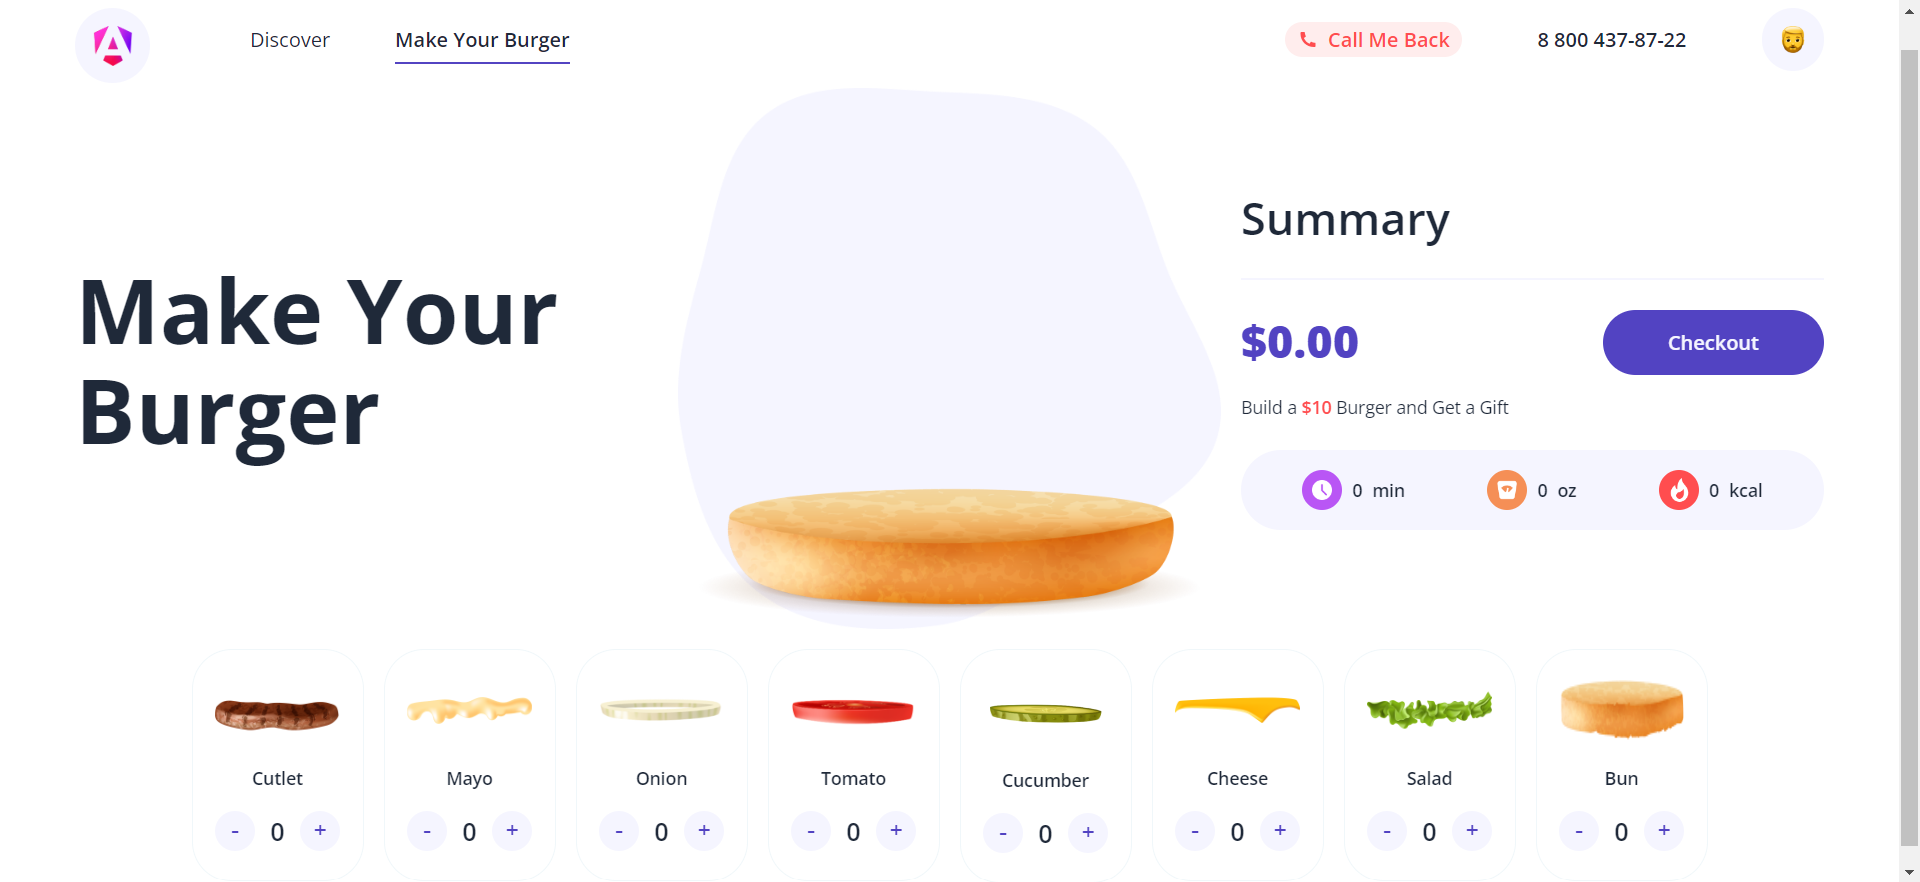 Discover
Make Your Burger
Call Me Back
8 800 437-87-22
Make Your
Burger
Summary
$0.00
Checkout
Build a $10 Burger and Get a Gift
0 min
0 oz
0 kcal
Cutlet
- 0 +
Mayo
- 0 +
Onion
- 0 +
Tomato
- 0 +
Cucumber
- 0 +
Cheese
- 0 +
Salad
- 0 +
Bun
- 0 +